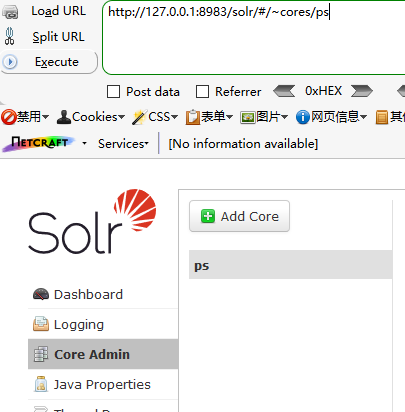 Load URL
http://127.0.0.1:8983/solr/#/~cores/ps
Split URL
Execute
Post data Referrer 0xHEX
禁用 Cookies CSS 表单 图片 网页信息
NETCRAFT Services [No information available]
Solr
Add Core
ps
Dashboard
Logging
Core Admin
Java Properties